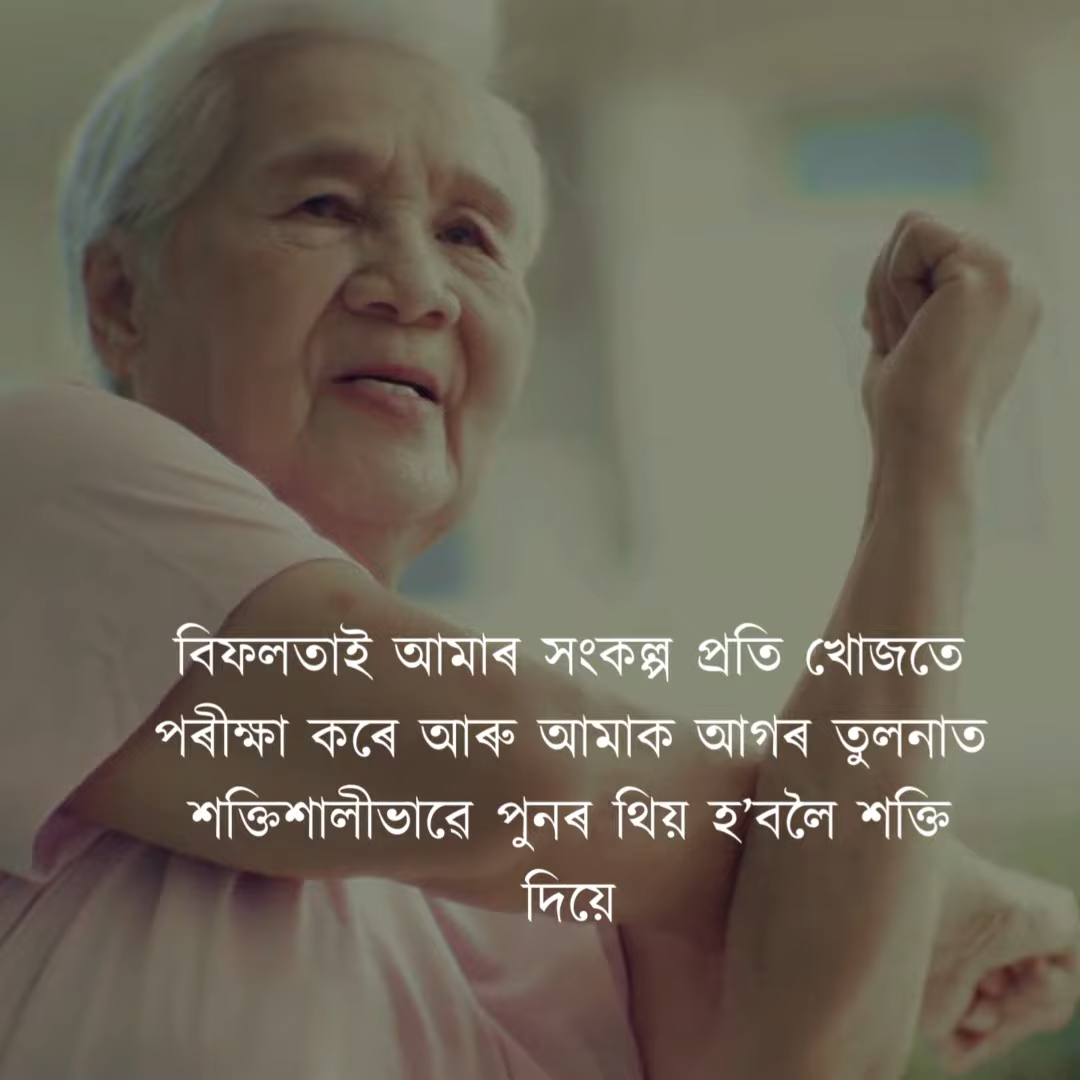 বিফলতাই আমাৰ সংকল্প প্ৰতি খোজতে
পৰীক্ষা কৰে আৰু আমাক আগৰ তুলনাত
শক্তিশালীভাৱে পুনৰ থিয় হ’বলৈ শক্তি
দিয়ে